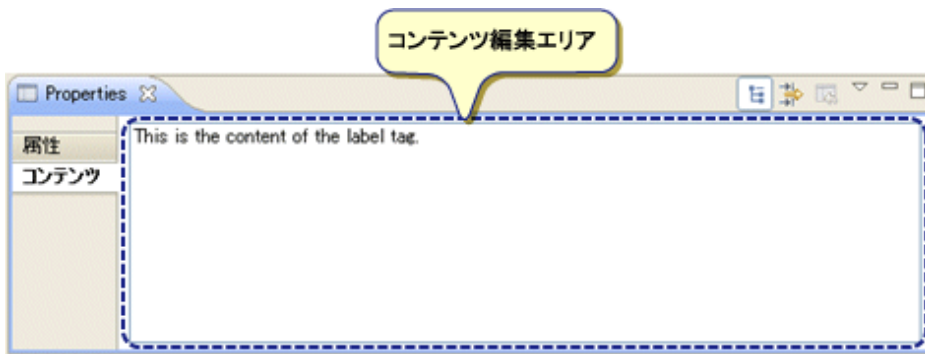 コンテンツ編集エリア
Properties
属性
コンテンツ
This is the content of the label tag.